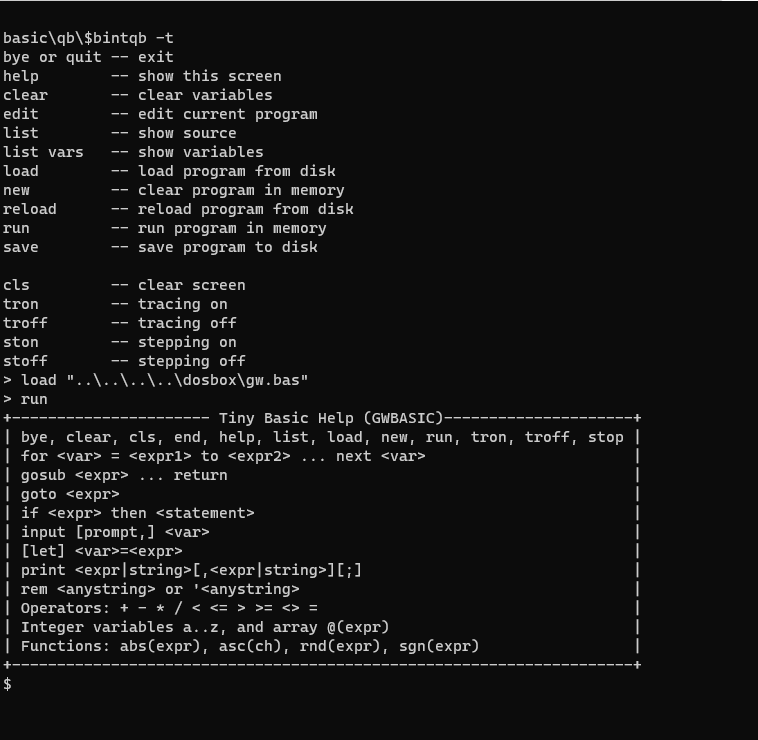 basic\qb\$bintqb -t
bye or quit -- exit
help        -- show this screen
clear       -- clear variables
edit        -- edit current program
list        -- show source
list vars   -- show variables
load        -- load program from disk
new         -- clear program in memory
reload      -- reload program from disk
run         -- run program in memory
save        -- save program to disk

cls         -- clear screen
tron        -- tracing on
troff       -- tracing off
ston        -- stepping on
stoff       -- stepping off
> load "..\..\..\..\dosbox\gw.bas"
> run
+---------------------- Tiny Basic Help (GWBASIC)---------------------+
| bye, clear, cls, end, help, list, load, new, run, tron, troff, stop |
| for <var> = <expr1> to <expr2> ... next <var>                       |
| gosub <expr> ... return                                             |
| goto <expr>                                                         |
| if <expr> then <statement>                                          |
| input [prompt,] <var>                                               |
| [let] <var>=<expr>                                                  |
| print <expr|string>[,<expr|string>][;]                              |
| rem <anystring> or '<anystring>                                     |
| Operators: + - * / < <= > >= <> =                                   |
| Integer variables a..z, and array @(expr)                           |
| Functions: abs(expr), asc(ch), rnd(expr), sgn(expr)                 |
+---------------------------------------------------------------------+
$